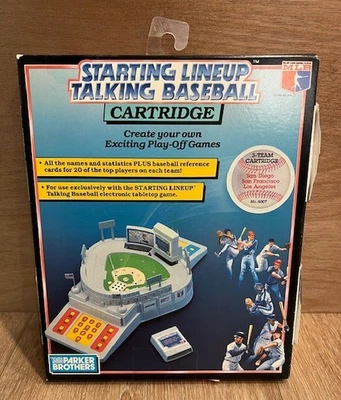 STARTING LINEUP
TALKING BASEBALL
™
CARTRIDGE
Create your own
Exciting Play-Off Games
• All the names and statistics PLUS baseball reference
cards for 20 of the top players on each team!
• For use exclusively with the STARTING LINEUP™
Talking Baseball electronic tabletop game.
3-TEAM
CARTRIDGE
San Diego
San Francisco
Los Angeles
PARKER
BROTHERS